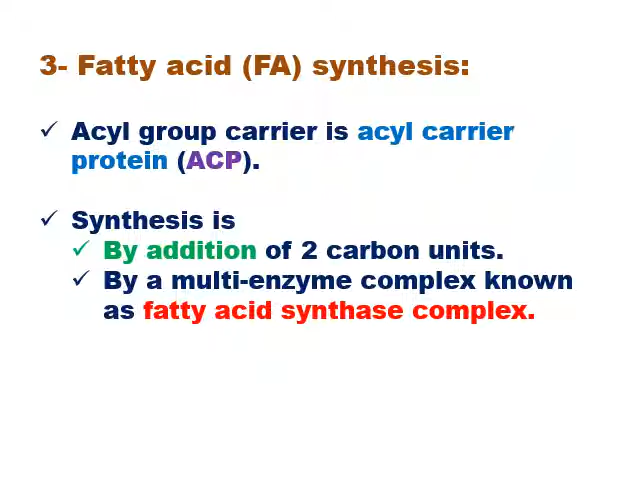 3- Fatty acid (FA) synthesis:
✓ Acyl group carrier is acyl carrier
protein (ACP).
✓ Synthesis is
✓ By addition of 2 carbon units.
✓ By a multi-enzyme complex known
as fatty acid synthase complex.